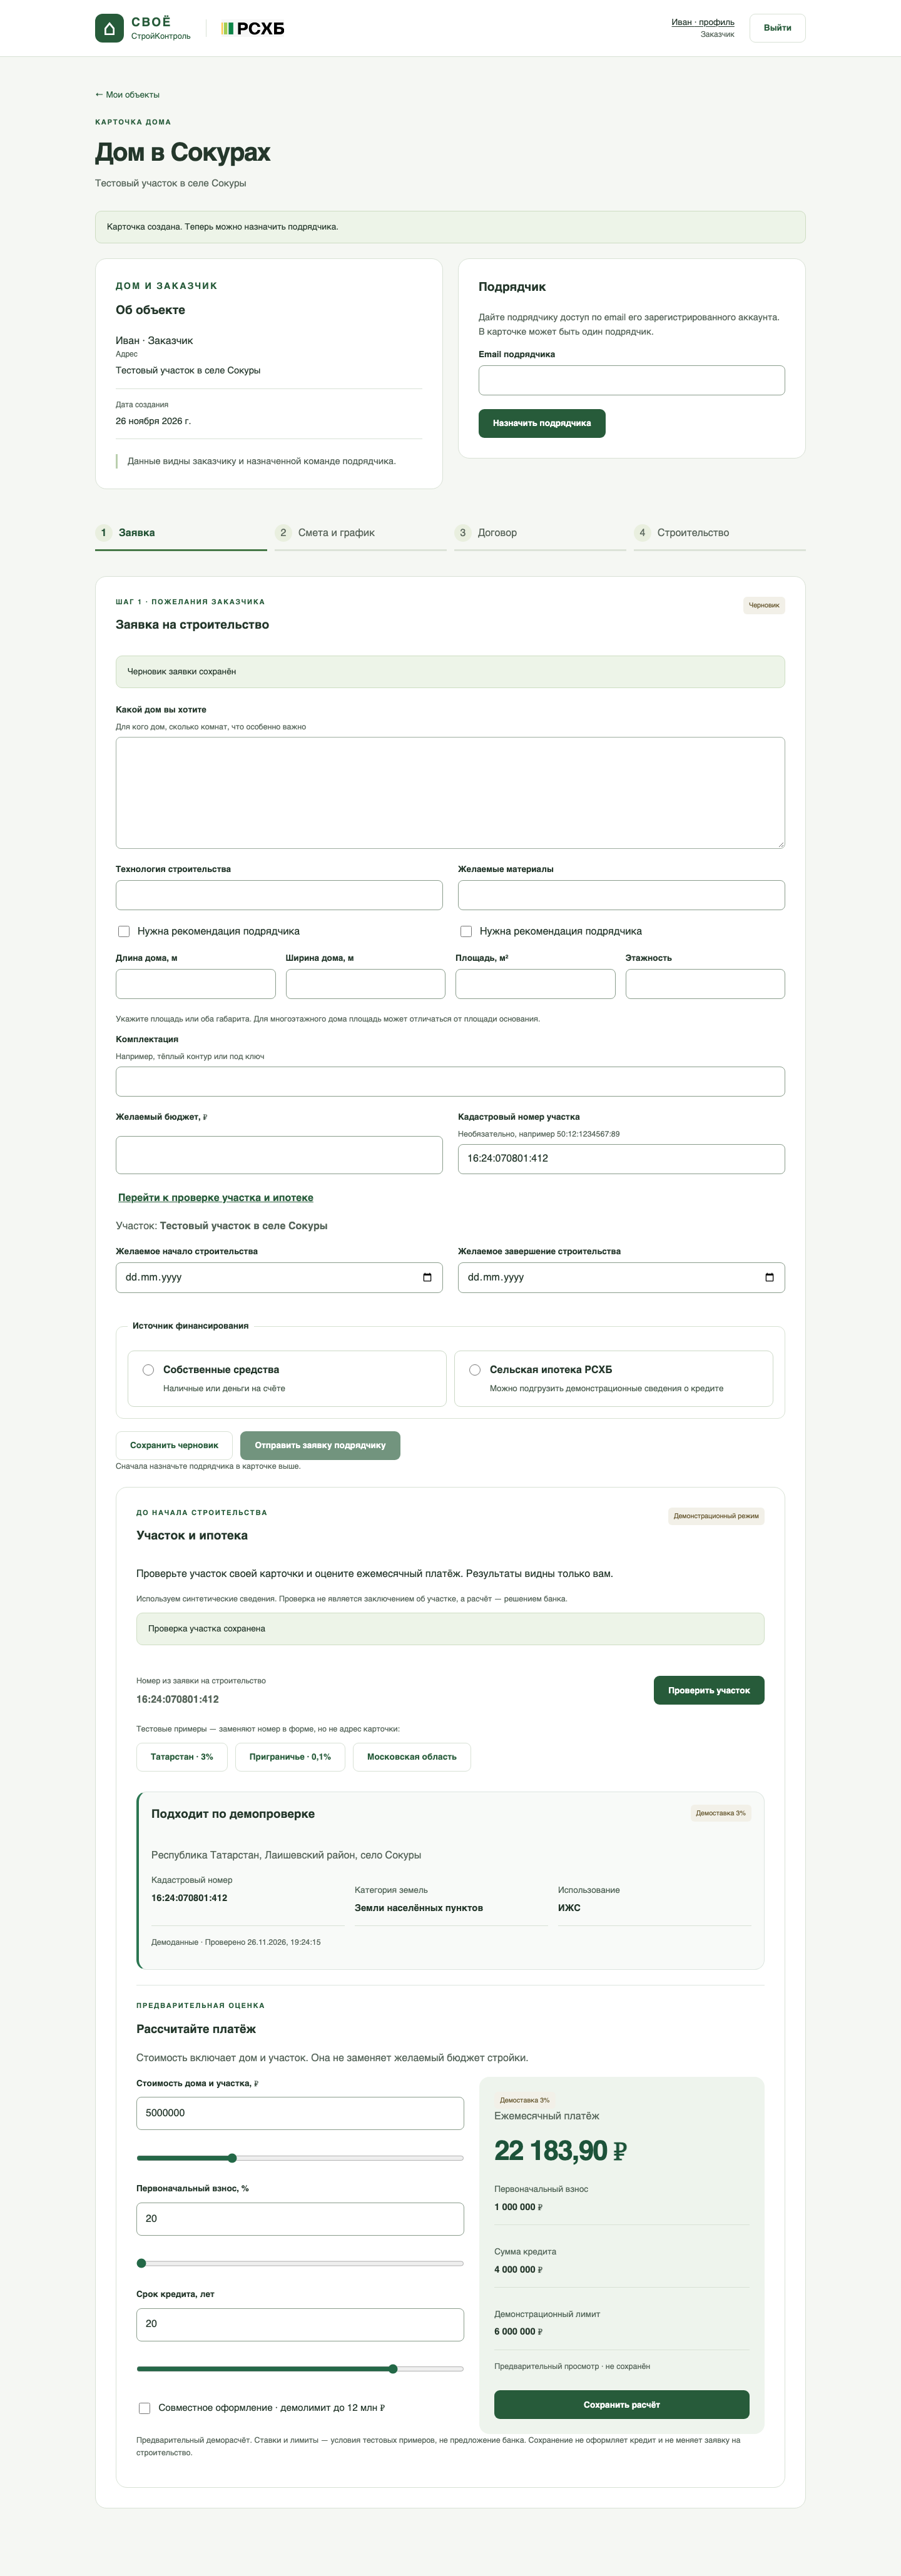 СВОЁ
СтройКонтроль
РСХБ
Иван · профиль
Заказчик
Выйти
← Мои объекты
КАРТОЧКА ДОМА
Дом в Сокурах
Тестовый участок в селе Сокуры
Карточка создана. Теперь можно назначить подрядчика.
ДОМ И ЗАКАЗЧИК
Об объекте
Иван · Заказчик
Адрес
Тестовый участок в селе Сокуры
Дата создания
26 ноября 2026 г.
Данные видны заказчику и назначенной команде подрядчика.
Подрядчик
Дайте подрядчику доступ по email его зарегистрированного аккаунта.
В карточке может быть один подрядчик.
Email подрядчика
Назначить подрядчика
1 Заявка
2 Смета и график
3 Договор
4 Строительство
ШАГ 1 · ПОЖЕЛАНИЯ ЗАКАЗЧИКА
Черновик
Заявка на строительство
Черновик заявки сохранён
Какой дом вы хотите
Для кого дом, сколько комнат, что особенно важно
Технология строительства
Желаемые материалы
Нужна рекомендация подрядчика
Нужна рекомендация подрядчика
Длина дома, м
Ширина дома, м
Площадь, м²
Этажность
Укажите площадь или оба габарита. Для многоэтажного дома площадь может отличаться от площади основания.
Комплектация
Например, тёплый контур или под ключ
Желаемый бюджет, ₽
Кадастровый номер участка
Необязательно, например 50:12:1234567:89
16:24:070801:412
Перейти к проверке участка и ипотеке
Участок: Тестовый участок в селе Сокуры
Желаемое начало строительства
Желаемое завершение строительства
dd.mm.yyyy
dd.mm.yyyy
Источник финансирования
Собственные средства
Наличные или деньги на счёте
Сельская ипотека РСХБ
Можно подгрузить демонстрационные сведения о кредите
Сохранить черновик
Отправить заявку подрядчику
Сначала назначьте подрядчика в карточке выше.
ДО НАЧАЛА СТРОИТЕЛЬСТВА
Демонстрационный режим
Участок и ипотека
Проверьте участок своей карточки и оцените ежемесячный платёж. Результаты видны только вам.
Используем синтетические сведения. Проверка не является заключением об участке, а расчёт — решением банка.
Проверка участка сохранена
Номер из заявки на строительство
16:24:070801:412
Проверить участок
Тестовые примеры — заменяют номер в форме, но не адрес карточки:
Татарстан · 3%
Приграничье · 0,1%
Московская область
Подходит по демопроверке
Демоставка 3%
Республика Татарстан, Лаишевский район, село Сокуры
Кадастровый номер
16:24:070801:412
Категория земель
Земли населённых пунктов
Использование
ИЖС
Демоданные · Проверено 26.11.2026, 19:24:15
ПРЕДВАРИТЕЛЬНАЯ ОЦЕНКА
Рассчитайте платёж
Стоимость включает дом и участок. Она не заменяет желаемый бюджет стройки.
Стоимость дома и участка, ₽
5000000
Первоначальный взнос, %
20
Срок кредита, лет
20
Совместное оформление · демолимит до 12 млн ₽
Демоставка 3%
Ежемесячный платёж
22 183,90 ₽
Первоначальный взнос
1 000 000 ₽
Сумма кредита
4 000 000 ₽
Демонстрационный лимит
6 000 000 ₽
Предварительный просмотр · не сохранён
Сохранить расчёт
Предварительный деморасчёт. Ставки и лимиты — условия тестовых примеров, не предложение банка. Сохранение не оформляет кредит и не меняет заявку на
строительство.